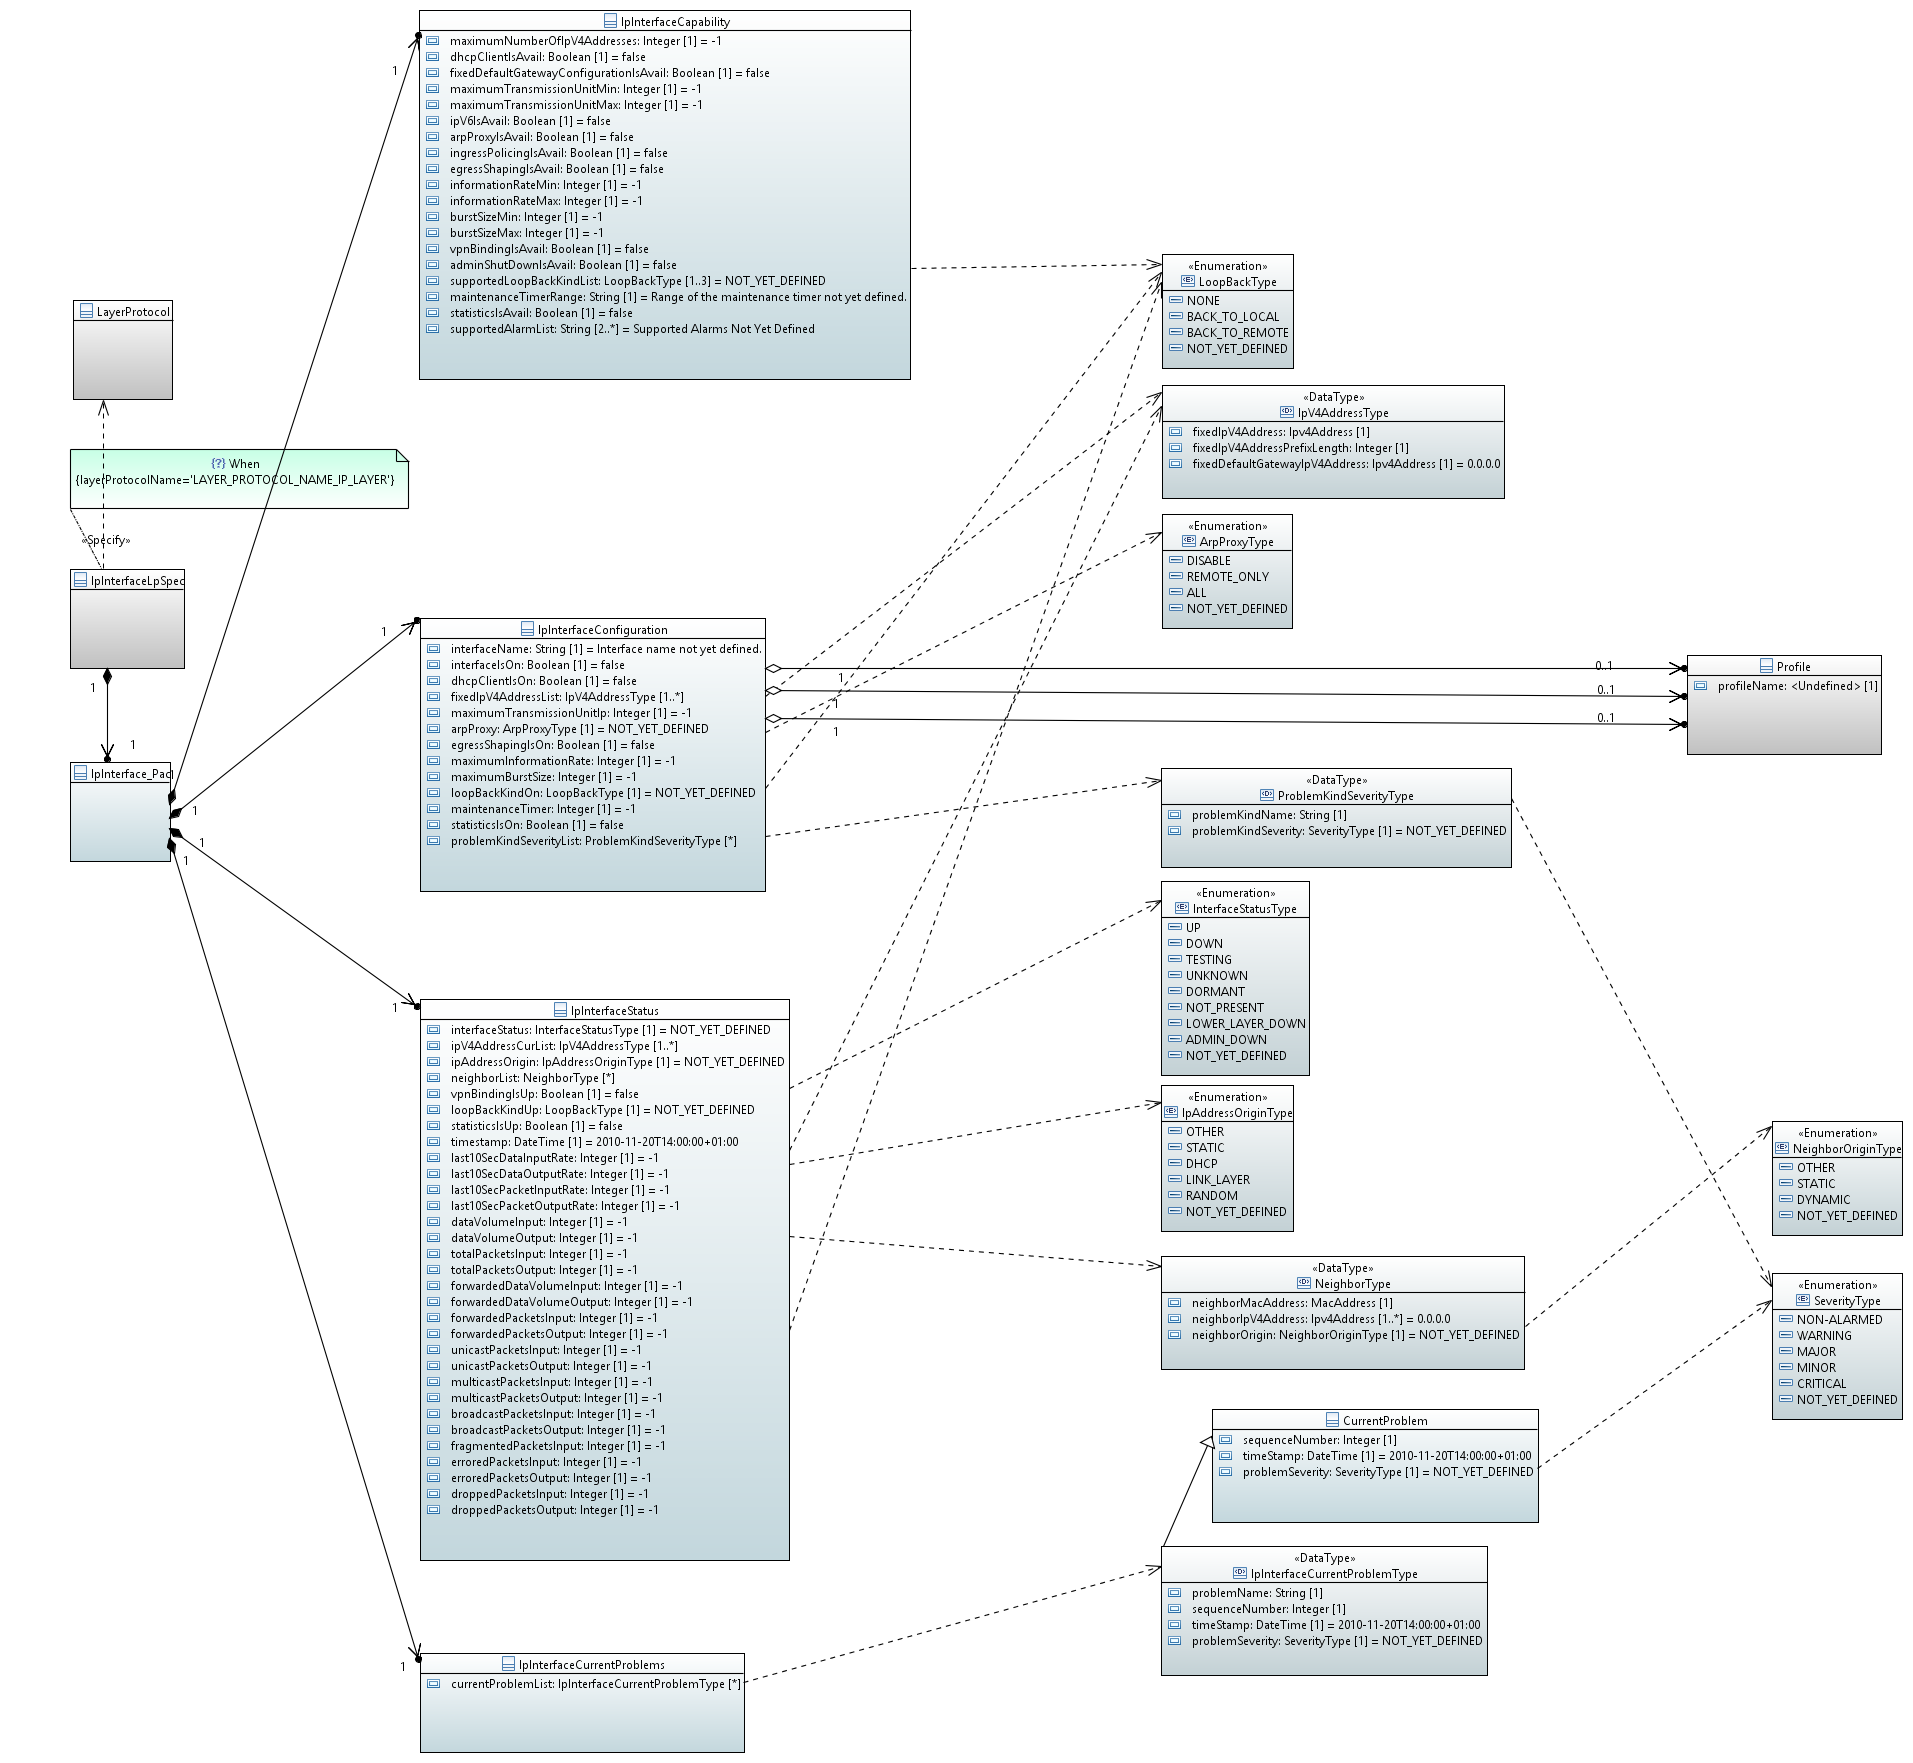 IpInterfaceCapability
maximumNumberOfIpV4Addresses: Integer [1] = -1
dhcpClientIsAvail: Boolean [1] = false
fixedDefaultGatewayConfigurationIsAvail: Boolean [1] = false
maximumTransmissionUnitMin: Integer [1] = -1
maximumTransmissionUnitMax: Integer [1] = -1
ipV6IsAvail: Boolean [1] = false
arpProxyIsAvail: Boolean [1] = false
ingressPolicingIsAvail: Boolean [1] = false
egressShapingIsAvail: Boolean [1] = false
informationRateMin: Integer [1] = -1
informationRateMax: Integer [1] = -1
burstSizeMin: Integer [1] = -1
burstSizeMax: Integer [1] = -1
vpnBindingIsAvail: Boolean [1] = false
adminShutDownIsAvail: Boolean [1] = false
supportedLoopBackKindList: LoopBackType [1..3] = NOT_YET_DEFINED
maintenanceTimerRange: String [1] = Range of the maintenance timer not yet defined.
statisticsIsAvail: Boolean [1] = false
supportedAlarmList: String [2..*] = Supported Alarms Not Yet Defined
1
LayerProtocol
{?} When
{layerProtocolName='LAYER_PROTOCOL_NAME_IP_LAYER'}
«Specify»
IpInterfaceLpSpec
1
1
IpInterface_Pac
1
1
1
1
1
IpInterfaceConfiguration
interfaceName: String [1] = Interface name not yet defined.
interfaceIsOn: Boolean [1] = false
dhcpClientIsOn: Boolean [1] = false
fixedIpV4AddressList: IpV4AddressType [1..*]
maximumTransmissionUnitIp: Integer [1] = -1
arpProxy: ArpProxyType [1] = NOT_YET_DEFINED
egressShapingIsOn: Boolean [1] = false
maximumInformationRate: Integer [1] = -1
maximumBurstSize: Integer [1] = -1
loopBackKindOn: LoopBackType [1] = NOT_YET_DEFINED
maintenanceTimer: Integer [1] = -1
statisticsIsOn: Boolean [1] = false
problemKindSeverityList: ProblemKindSeverityType [*]
1
1
1
0..1
0..1
0..1
Profile
profileName: <Undefined> [1]
1
IpInterfaceStatus
interfaceStatus: InterfaceStatusType [1] = NOT_YET_DEFINED
ipV4AddressCurList: IpV4AddressType [1..*]
ipAddressOrigin: IpAddressOriginType [1] = NOT_YET_DEFINED
neighborList: NeighborType [*]
vpnBindingIsUp: Boolean [1] = false
loopBackKindUp: LoopBackType [1] = NOT_YET_DEFINED
statisticsIsUp: Boolean [1] = false
timestamp: DateTime [1] = 2010-11-20T14:00:00+01:00
last10SecDataInputRate: Integer [1] = -1
last10SecDataOutputRate: Integer [1] = -1
last10SecPacketInputRate: Integer [1] = -1
last10SecPacketOutputRate: Integer [1] = -1
dataVolumeInput: Integer [1] = -1
dataVolumeOutput: Integer [1] = -1
totalPacketsInput: Integer [1] = -1
totalPacketsOutput: Integer [1] = -1
forwardedDataVolumeInput: Integer [1] = -1
forwardedDataVolumeOutput: Integer [1] = -1
forwardedPacketsInput: Integer [1] = -1
forwardedPacketsOutput: Integer [1] = -1
unicastPacketsInput: Integer [1] = -1
unicastPacketsOutput: Integer [1] = -1
multicastPacketsInput: Integer [1] = -1
multicastPacketsOutput: Integer [1] = -1
broadcastPacketsInput: Integer [1] = -1
broadcastPacketsOutput: Integer [1] = -1
fragmentedPacketsInput: Integer [1] = -1
erroredPacketsInput: Integer [1] = -1
erroredPacketsOutput: Integer [1] = -1
droppedPacketsInput: Integer [1] = -1
droppedPacketsOutput: Integer [1] = -1
1
IpInterfaceCurrentProblems
currentProblemList: IpInterfaceCurrentProblemType [*]
«Enumeration»
LoopBackType
NONE
BACK_TO_LOCAL
BACK_TO_REMOTE
NOT_YET_DEFINED
«DataType»
IpV4AddressType
fixedIpV4Address: Ipv4Address [1]
fixedIpV4AddressPrefixLength: Integer [1]
fixedDefaultGatewayIpV4Address: Ipv4Address [1] = 0.0.0.0
«Enumeration»
ArpProxyType
DISABLE
REMOTE_ONLY
ALL
NOT_YET_DEFINED
«DataType»
ProblemKindSeverityType
problemKindName: String [1]
problemKindSeverity: SeverityType [1] = NOT_YET_DEFINED
«Enumeration»
InterfaceStatusType
UP
DOWN
TESTING
UNKNOWN
DORMANT
NOT_PRESENT
LOWER_LAYER_DOWN
ADMIN_DOWN
NOT_YET_DEFINED
«Enumeration»
IpAddressOriginType
OTHER
STATIC
DHCP
LINK_LAYER
RANDOM
NOT_YET_DEFINED
«DataType»
NeighborType
neighborMacAddress: MacAddress [1]
neighborIpV4Address: Ipv4Address [1..*] = 0.0.0.0
neighborOrigin: NeighborOriginType [1] = NOT_YET_DEFINED
«Enumeration»
NeighborOriginType
OTHER
STATIC
DYNAMIC
NOT_YET_DEFINED
«Enumeration»
SeverityType
NON-ALARMED
WARNING
MAJOR
MINOR
CRITICAL
NOT_YET_DEFINED
CurrentProblem
sequenceNumber: Integer [1]
timeStamp: DateTime [1] = 2010-11-20T14:00:00+01:00
problemSeverity: SeverityType [1] = NOT_YET_DEFINED
«DataType»
IpInterfaceCurrentProblemType
problemName: String [1]
sequenceNumber: Integer [1]
timeStamp: DateTime [1] = 2010-11-20T14:00:00+01:00
problemSeverity: SeverityType [1] = NOT_YET_DEFINED